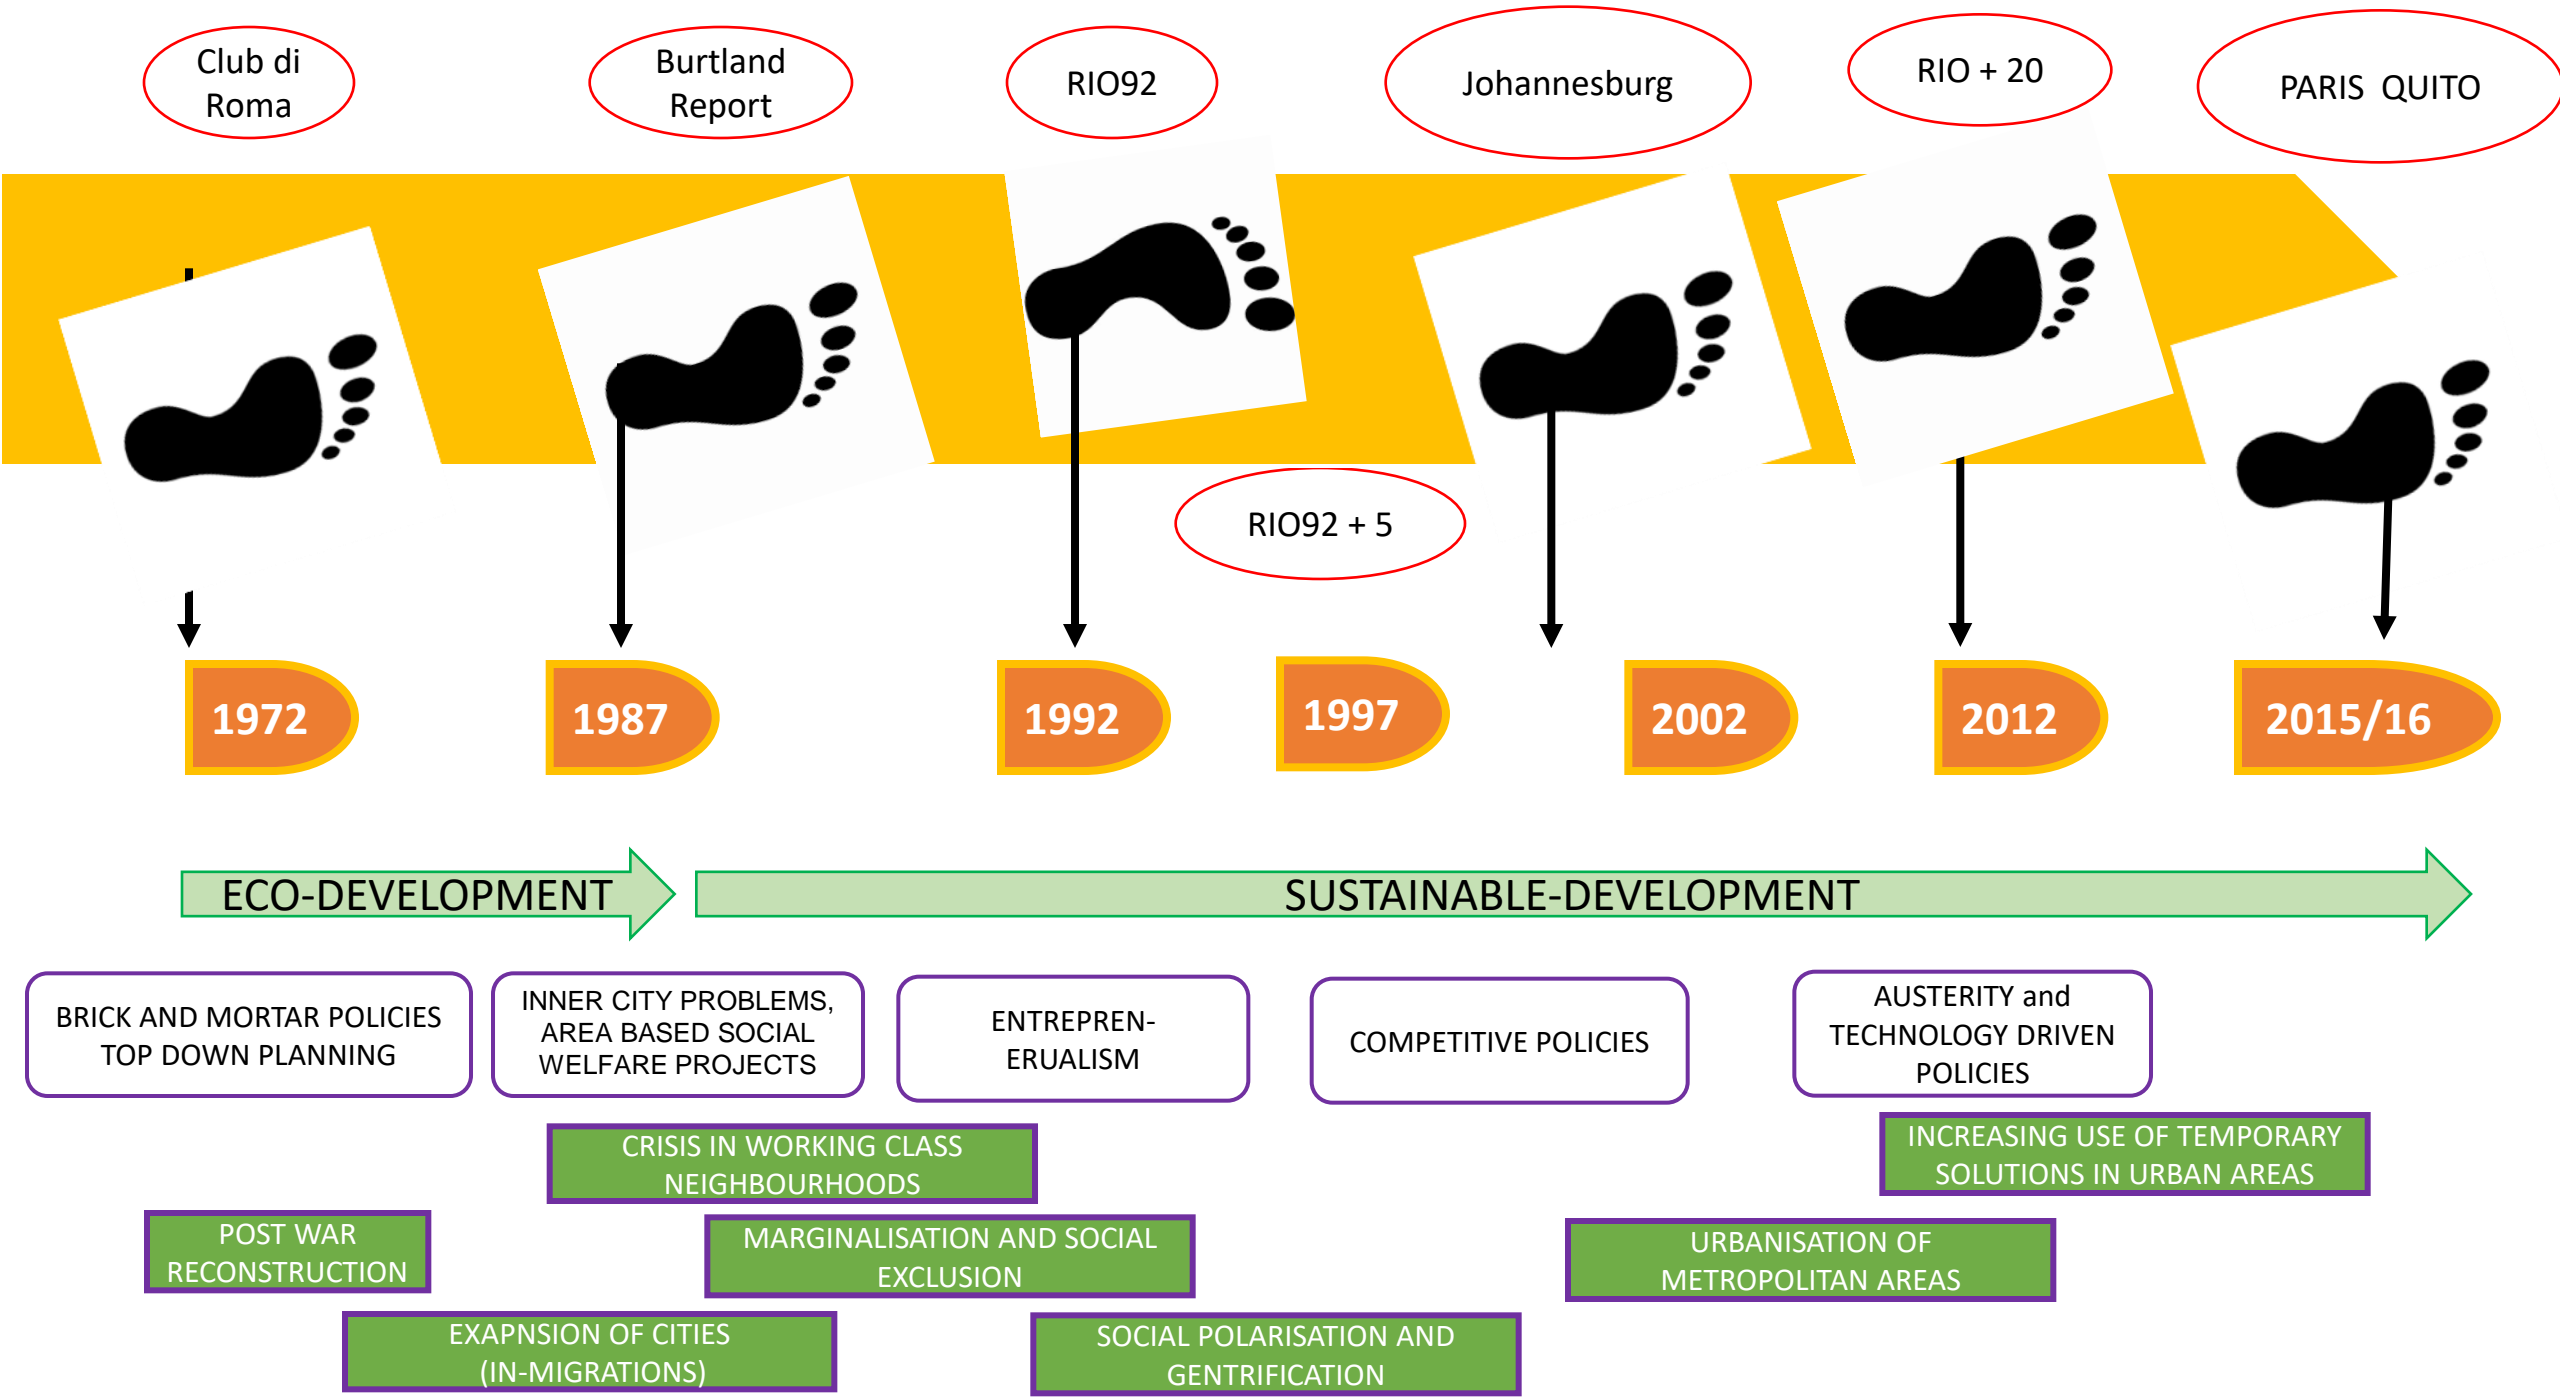 Club di
Roma
Burtland
Report
RIO92
Johannesburg
RIO + 20
PARIS  QUITO
RIO92 + 5
1972
1987
1992
1997
2002
2012
2015/16
ECO-DEVELOPMENT
SUSTAINABLE-DEVELOPMENT
BRICK AND MORTAR POLICIES
TOP DOWN PLANNING
INNER CITY PROBLEMS,
AREA BASED SOCIAL
WELFARE PROJECTS
ENTREPREN-
ERUALISM
COMPETITIVE POLICIES
AUSTERITY and
TECHNOLOGY DRIVEN
POLICIES
CRISIS IN WORKING CLASS
NEIGHBOURHOODS
INCREASING USE OF TEMPORARY
SOLUTIONS IN URBAN AREAS
POST WAR
RECONSTRUCTION
MARGINALISATION AND SOCIAL
EXCLUSION
URBANISATION OF
METROPOLITAN AREAS
EXAPNSION OF CITIES
(IN-MIGRATIONS)
SOCIAL POLARISATION AND
GENTRIFICATION